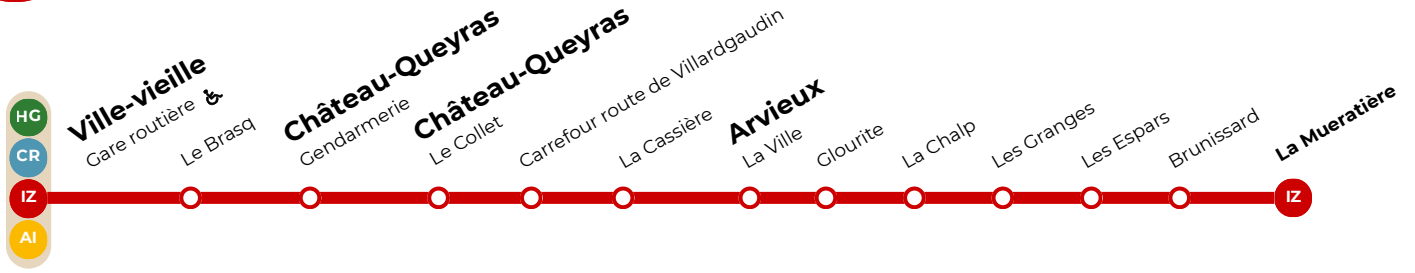 HG
CR
IZ
AI
Ville-vieille
Gare routière
Le Brasq
Château-Queyras
Gendarmerie
Château-Queyras
Le Collet
Carrefour route de Villardgaudin
La Cassière
Arvieux
La Ville
Glourite
La Chalp
Les Granges
Les Espars
Brunissard
La Mueratière
IZ